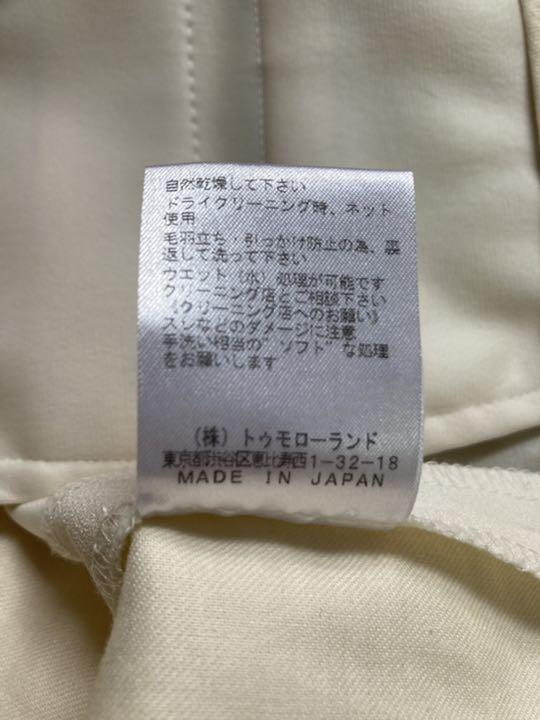 自然乾燥して下さい
ドライクリーニング時、ネット
使用
毛羽立ち・引っかけ防止の為、裏
返して洗って下さい
ウエット（水）処理が可能です
クリーニング店とご相談下さい
《クリーニング店へのお願い》
スレなどのダメージに注意
手洗い相当の"ソフト"な処理
をお願いします
（株）トゥモローランド
東京都渋谷区恵比寿西1-32-18
MADE IN JAPAN